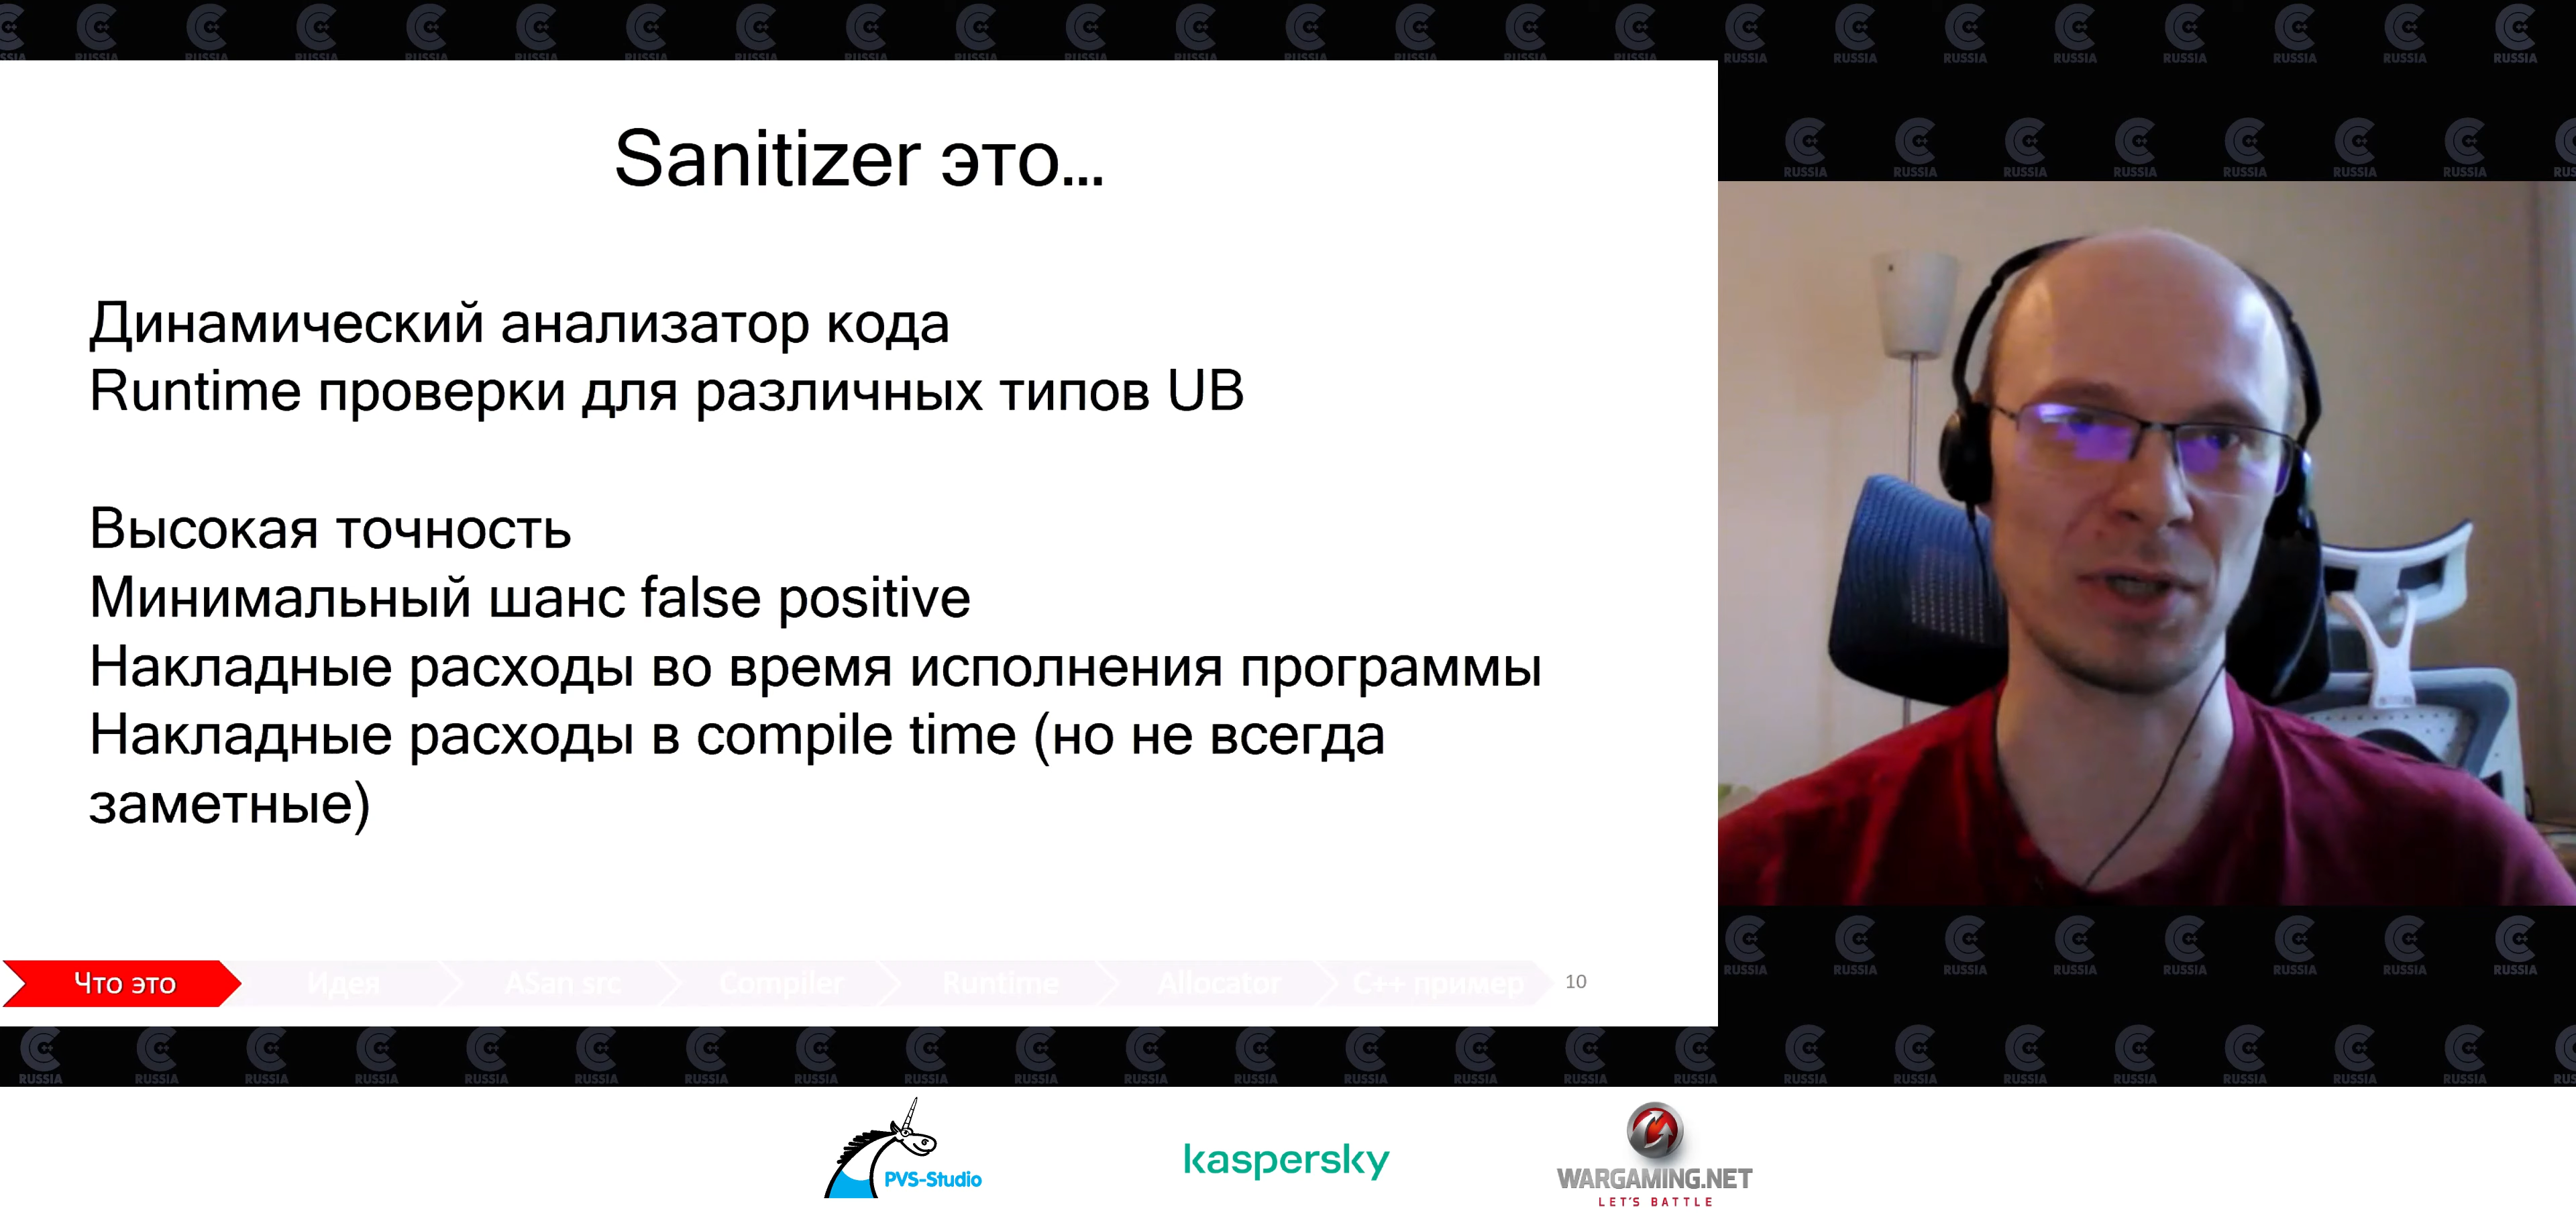 Sanitizer это...
Динамический анализатор кода
Runtime проверки для различных типов UB
Высокая точность
Минимальный шанс false positive
Накладные расходы во время исполнения программы
Накладные расходы в compile time (но не всегда
заметные)
Что это
Идея
ASan src
Compiler
Runtime
Allocator
C++ пример
10
RUSSIA
PVS-Studio
kaspersky
WARGAMING.NET
LET'S BATTLE